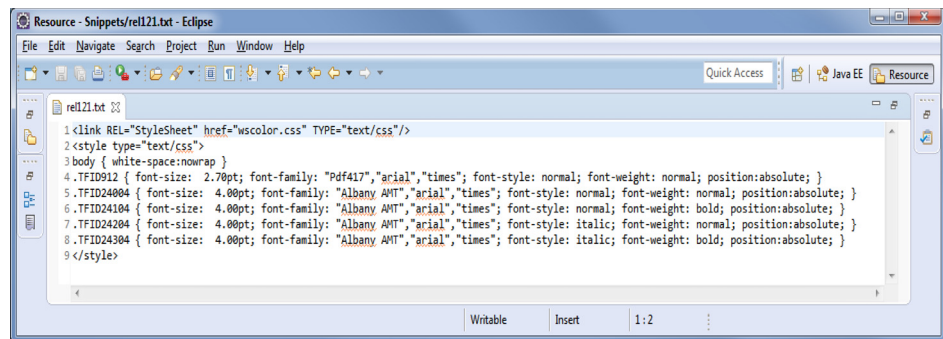 Resource - Snippets/rel121.txt - Eclipse
File Edit Navigate Search Project Run Window Help
Quick Access Java EE Resource
rel121.txt
1 <link REL="StyleSheet" href="wscolor.css" TYPE="text/css"/>
2 <style type="text/css">
3 body { white-space:nowrap }
4 .TFID912 { font-size:  2.70pt; font-family: "Pdf417","arial","times"; font-style: normal; font-weight: normal; position:absolute; }
5 .TFID24004 { font-size:  4.00pt; font-family: "Albany AMT","arial","times"; font-style: normal; font-weight: normal; position:absolute; }
6 .TFID24104 { font-size:  4.00pt; font-family: "Albany AMT","arial","times"; font-style: normal; font-weight: bold; position:absolute; }
7 .TFID24204 { font-size:  4.00pt; font-family: "Albany AMT","arial","times"; font-style: italic; font-weight: normal; position:absolute; }
8 .TFID24304 { font-size:  4.00pt; font-family: "Albany AMT","arial","times"; font-style: italic; font-weight: bold; position:absolute; }
9 </style>
Writable Insert 1 : 2